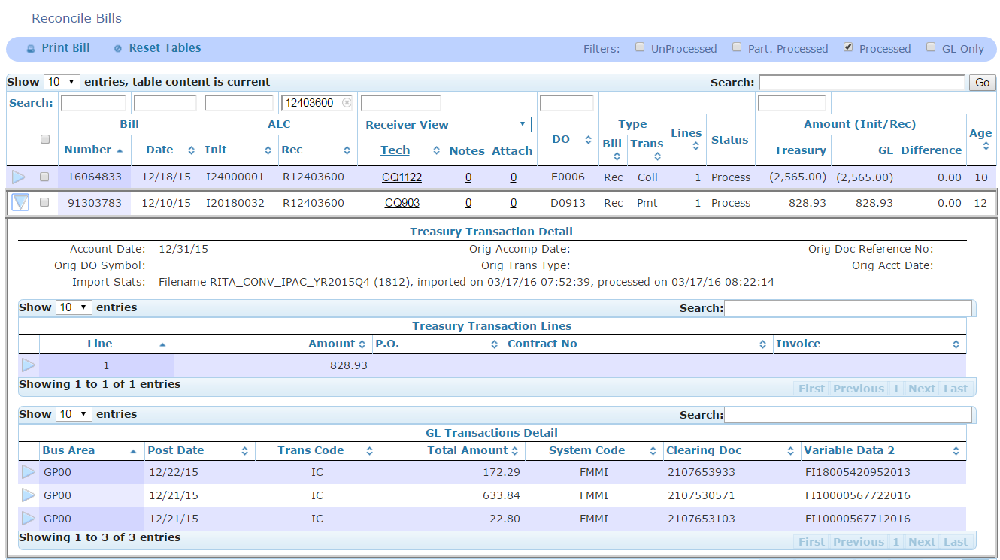 Reconcile Bills
Print Bill Reset Tables Filters: UnProcessed Part. Processed Processed GL Only
Show 10 entries, table content is current Search: Go
Search: 12403600
Bill ALC Receiver View Type Amount (Init/Rec)
Number Date Init Rec Tech Notes Attach DO Bill Trans Lines Status Treasury GL Difference Age
16064833 12/18/15 I24000001 R12403600 CQ1122 0 0 E0006 Rec Coll 1 Process (2,565.00) (2,565.00) 0.00 10
91303783 12/10/15 I20180032 R12403600 CQ903 0 0 D0913 Rec Pmt 1 Process 828.93 828.93 0.00 12
Treasury Transaction Detail
Account Date: 12/31/15 Orig Accomp Date: Orig Doc Reference No:
Orig DO Symbol: Orig Trans Type: Orig Acct Date:
Import Stats: Filename RITA_CONV_IPAC_YR2015Q4 (1812), imported on 03/17/16 07:52:39, processed on 03/17/16 08:22:14
Show 10 entries Search:
Treasury Transaction Lines
Line Amount P.O. Contract No Invoice
1 828.93
Showing 1 to 1 of 1 entries First Previous 1 Next Last
Show 10 entries Search:
GL Transactions Detail
Bus Area Post Date Trans Code Total Amount System Code Clearing Doc Variable Data 2
GP00 12/22/15 IC 172.29 FMMI 2107653933 FI18005420952013
GP00 12/21/15 IC 633.84 FMMI 2107530571 FI10000567722016
GP00 12/21/15 IC 22.80 FMMI 2107653103 FI10000567712016
Showing 1 to 3 of 3 entries First Previous 1 Next Last